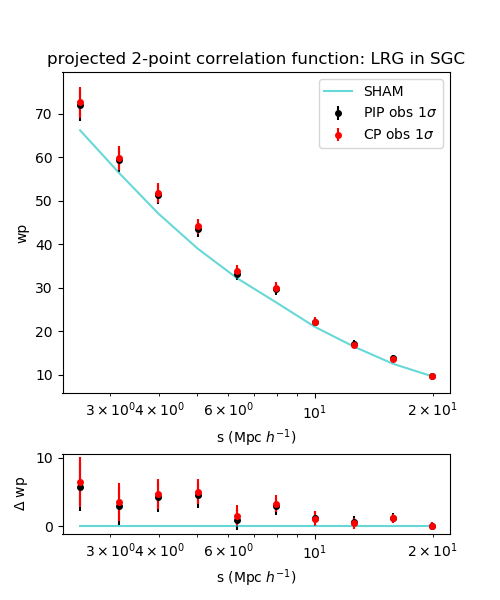 projected 2-point correlation function: LRG in SGC
SHAM
PIP obs 1σ
CP obs 1σ
wp
70
60
50
40
30
20
10
3 × 10⁰ 4 × 10⁰ 6 × 10⁰ 10¹ 2 × 10¹
s (Mpc h⁻¹)
Δ wp
10
0
3 × 10⁰ 4 × 10⁰ 6 × 10⁰ 10¹ 2 × 10¹
s (Mpc h⁻¹)